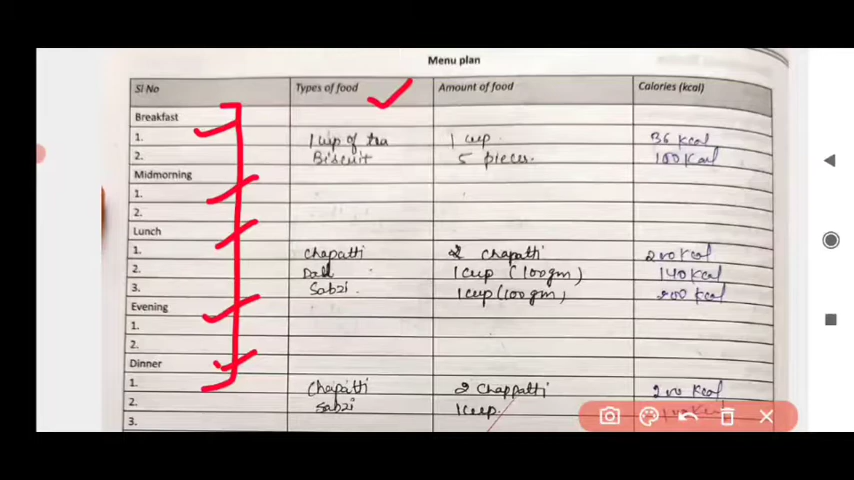 Menu plan
Sl No Types of food Amount of food Calories (kcal)
Breakfast
1. 1 cup of tea 1 cup 36 Kcal
2. Biscuit 5 pieces. Kcal
Midmorning
1.
2.
Lunch
1. Chapatti 2 chapatti 200 Kcal
2. Dal 1 cup (100gm) 140 Kcal
3. Sabzi. 1 cup (100 gm) 200 Kcal
Evening
1.
2.
Dinner
1. Chapatti 2 Chappatti 200 Kcal
2. Sabzi 1 cup.
3.